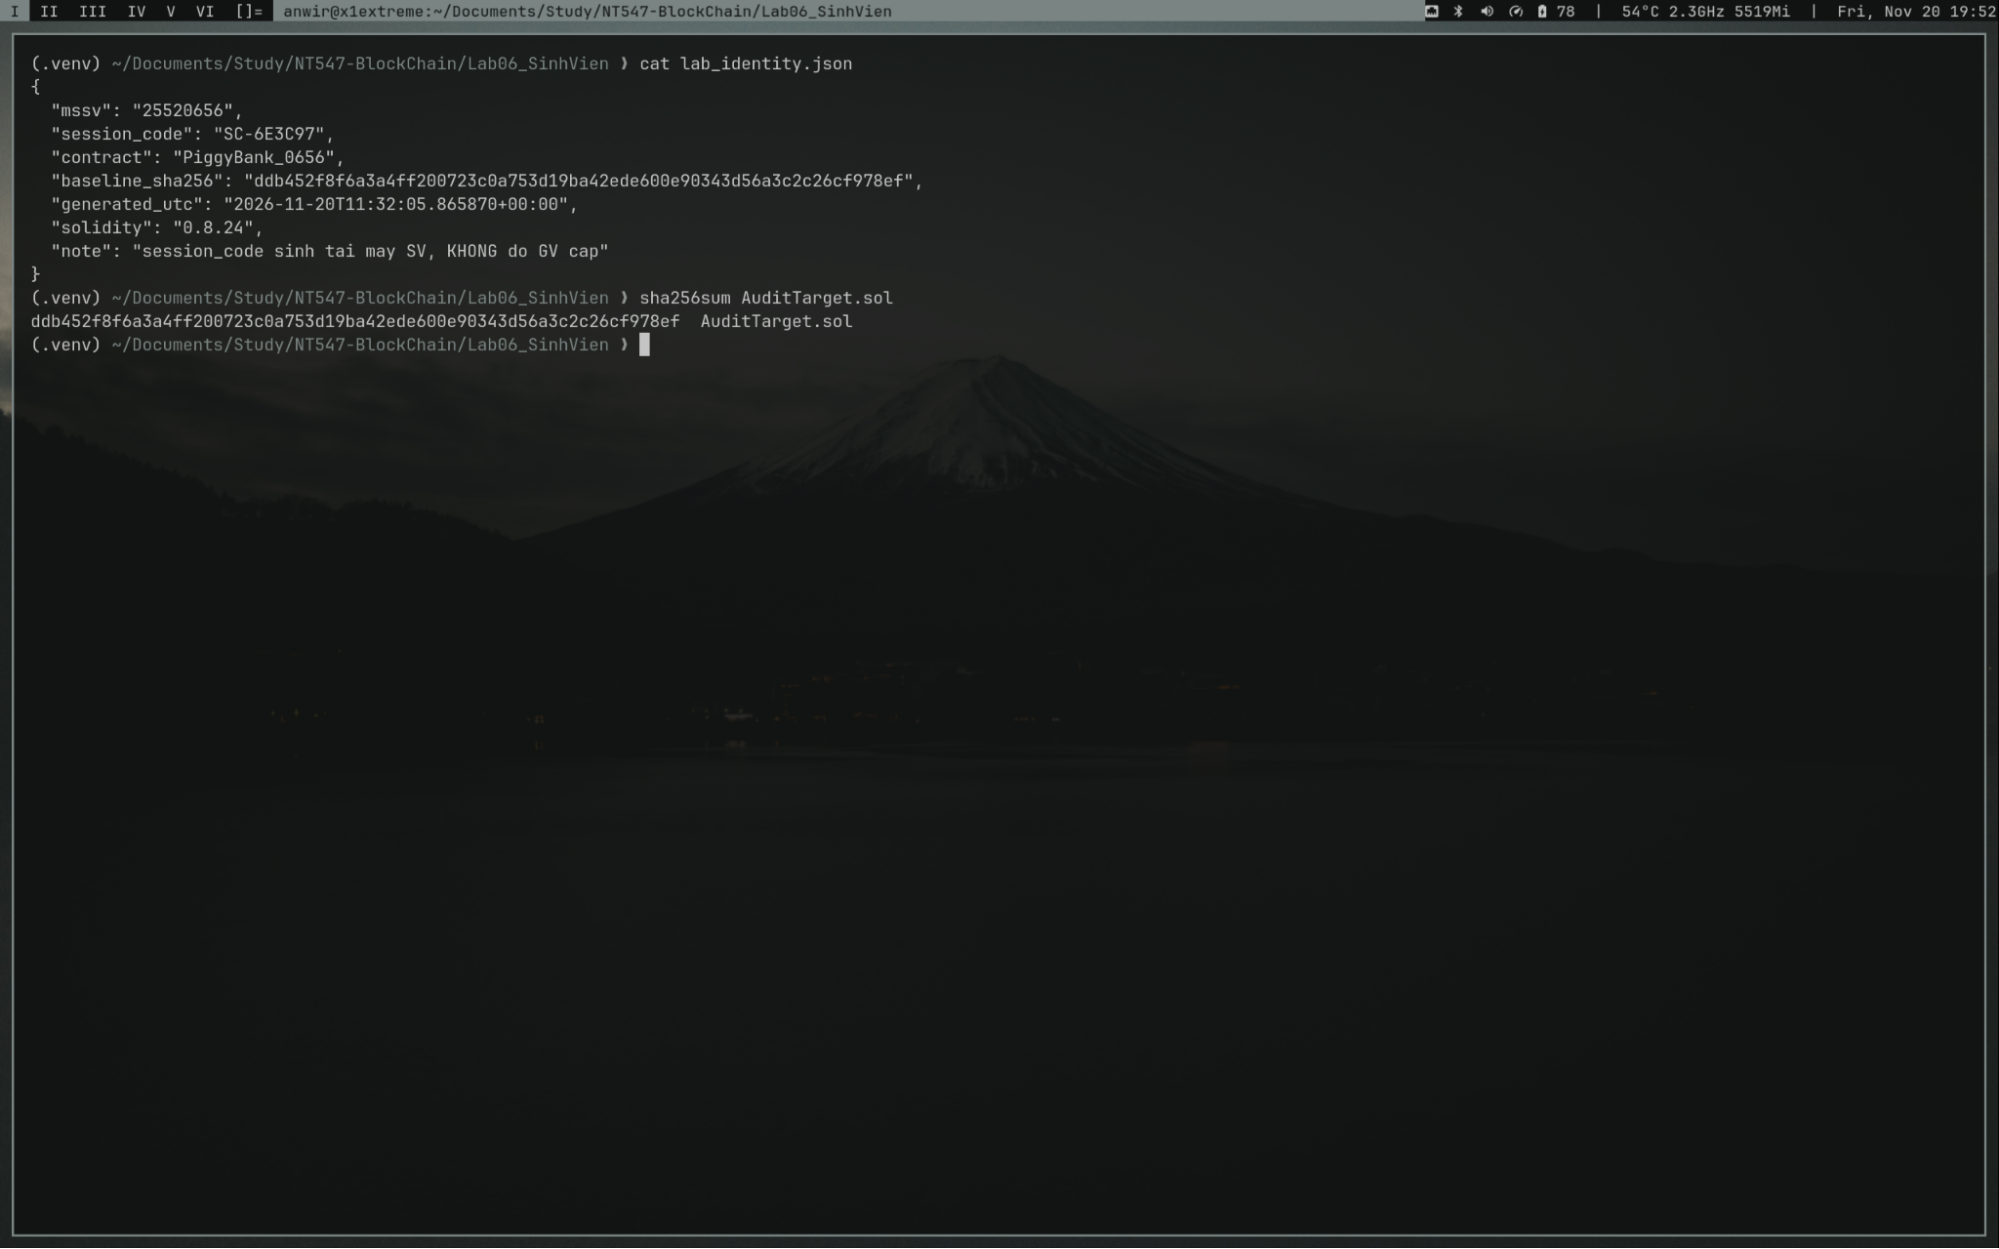 I II III IV V VI []= anwir@x1extreme:~/Documents/Study/NT547-BlockChain/Lab06_SinhVien 78 | 54°C 2.3GHz 5519Mi | Fri, Nov 20 19:52
(.venv) ~/Documents/Study/NT547-BlockChain/Lab06_SinhVien ❯ cat lab_identity.json
{
  "mssv": "25520656",
  "session_code": "SC-6E3C97",
  "contract": "PiggyBank_0656",
  "baseline_sha256": "ddb452f8f6a3a4ff200723c0a753d19ba42ede600e90343d56a3c2c26cf978ef",
  "generated_utc": "2026-11-20T11:32:05.865870+00:00",
  "solidity": "0.8.24",
  "note": "session_code sinh tai may SV, KHONG do GV cap"
}
(.venv) ~/Documents/Study/NT547-BlockChain/Lab06_SinhVien ❯ sha256sum AuditTarget.sol
ddb452f8f6a3a4ff200723c0a753d19ba42ede600e90343d56a3c2c26cf978ef  AuditTarget.sol
(.venv) ~/Documents/Study/NT547-BlockChain/Lab06_SinhVien ❯